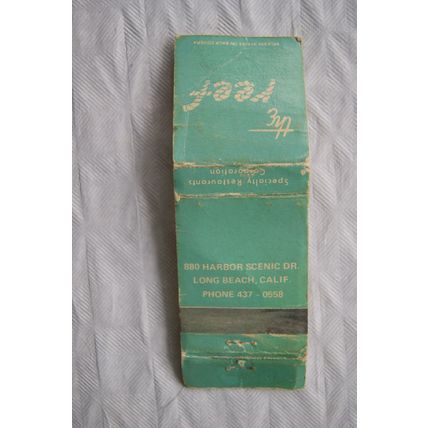 the
reef
Specialty Restaurants
Corporation
880 HARBOR SCENIC DR.
LONG BEACH, CALIF.
PHONE 437 - 0658